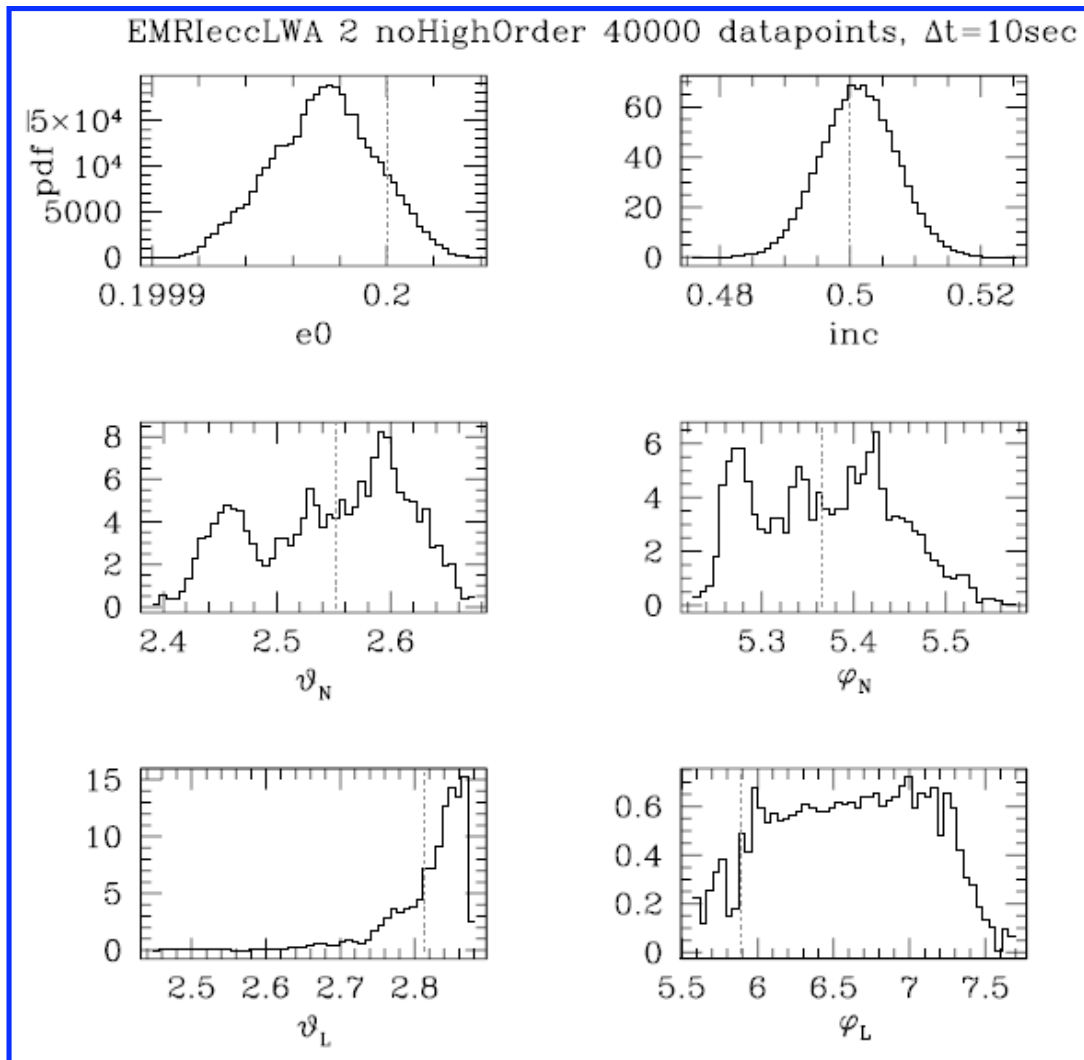 EMRIeccLWA 2 noHighOrder 40000 datapoints, Δt=10sec
pdf
5×10⁴
10⁴
5000
0
0.1999 0.2
e0
60
40
20
0
0.48 0.5 0.52
inc
8
6
4
2
0
2.4 2.5 2.6
ϑN
6
4
2
0
5.3 5.4 5.5
φN
15
10
5
0
2.5 2.6 2.7 2.8
ϑL
0.6
0.4
0.2
0
5.5 6 6.5 7 7.5
φL